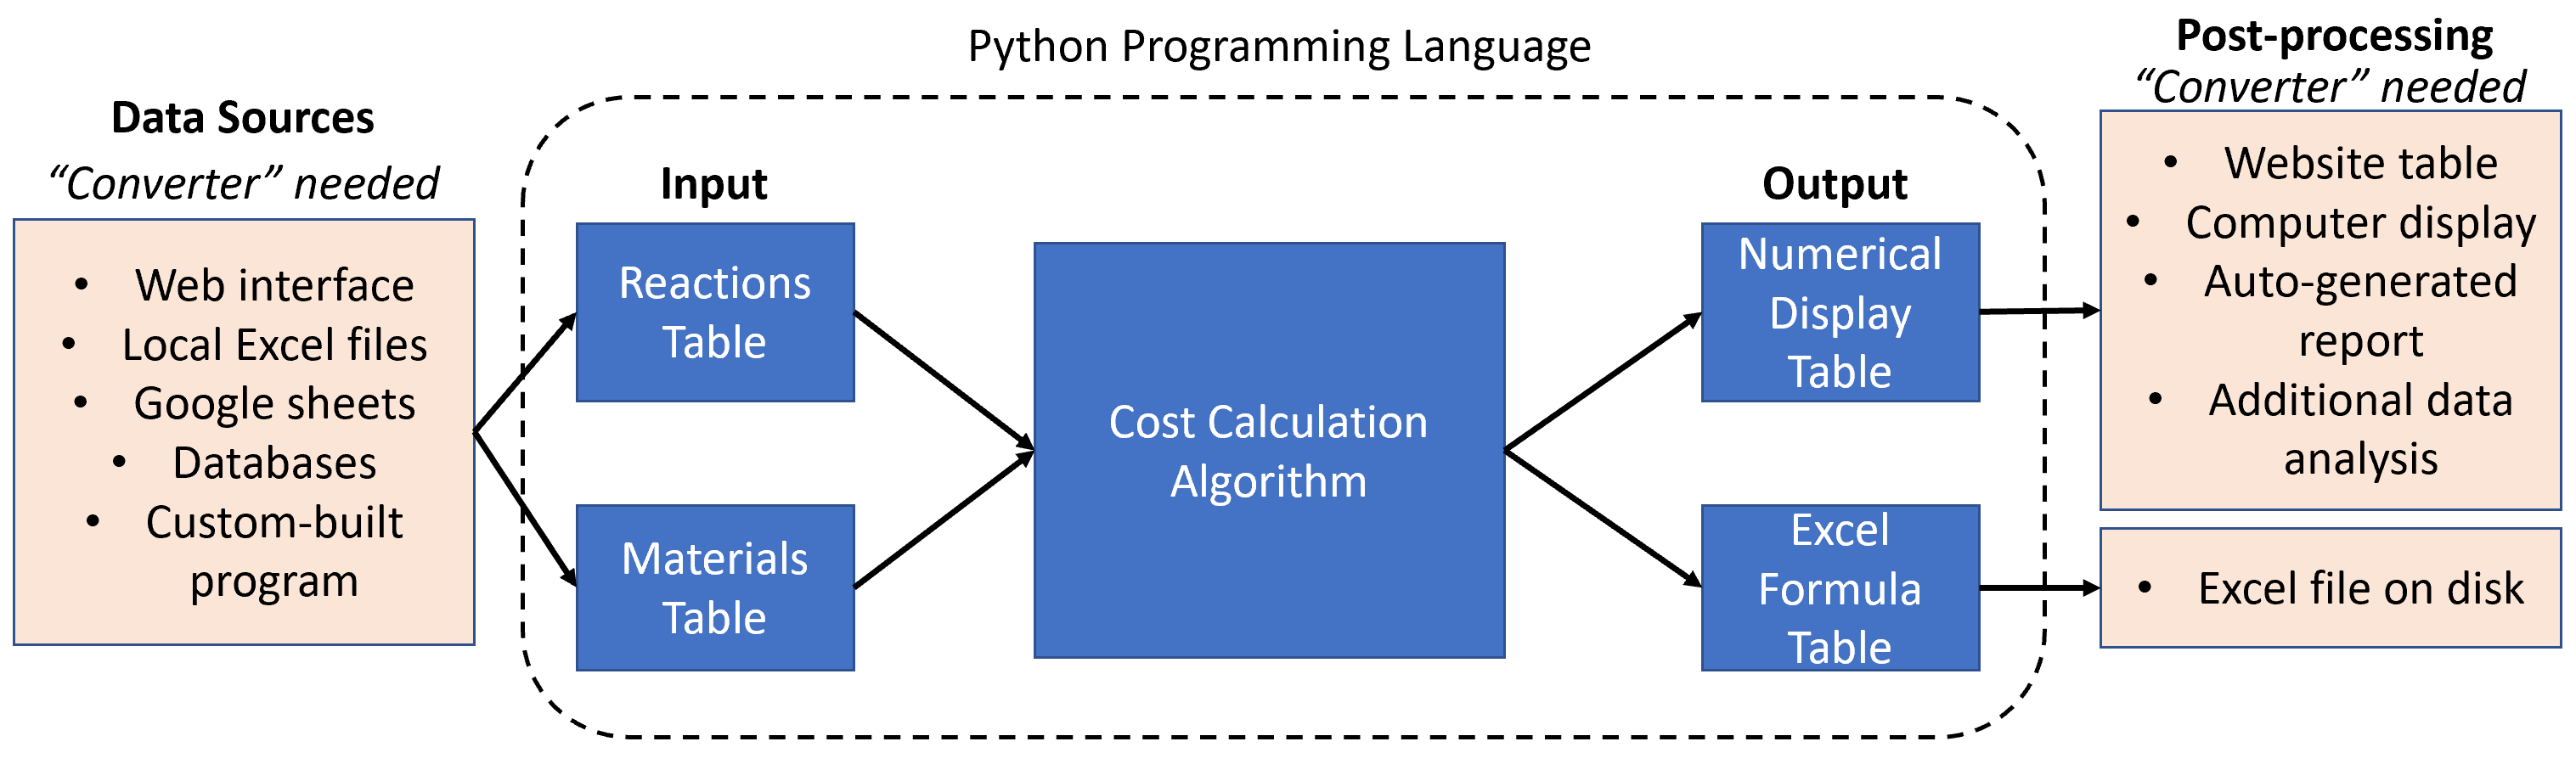 Python Programming Language
Data Sources
“Converter” needed
• Web interface
• Local Excel files
• Google sheets
• Databases
• Custom-built
program
Input
Reactions
Table
Materials
Table
Cost Calculation
Algorithm
Output
Numerical
Display
Table
Excel
Formula
Table
Post-processing
“Converter” needed
• Website table
• Computer display
• Auto-generated
report
• Additional data
analysis
• Excel file on disk